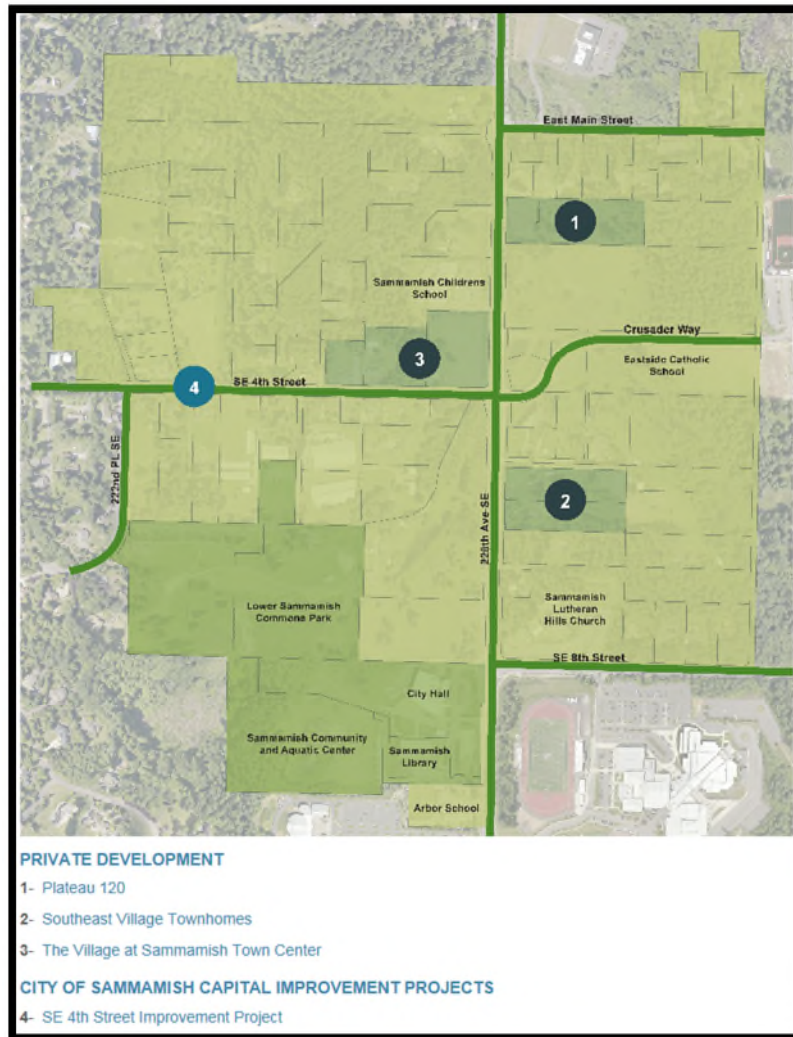 East Main Street
1
Sammamish Childrens
School
Crusader Way
3
Eastside Catholic
School
4
SE 4th Street
222nd PL SE
2
228th Ave SE
Lower Sammamish
Commons Park
Sammamish
Lutheran
Hills Church
SE 8th Street
City Hall
Sammamish Community
and Aquatic Center
Sammamish
Library
Arbor School
PRIVATE DEVELOPMENT
1- Plateau 120
2- Southeast Village Townhomes
3- The Village at Sammamish Town Center
CITY OF SAMMAMISH CAPITAL IMPROVEMENT PROJECTS
4- SE 4th Street Improvement Project